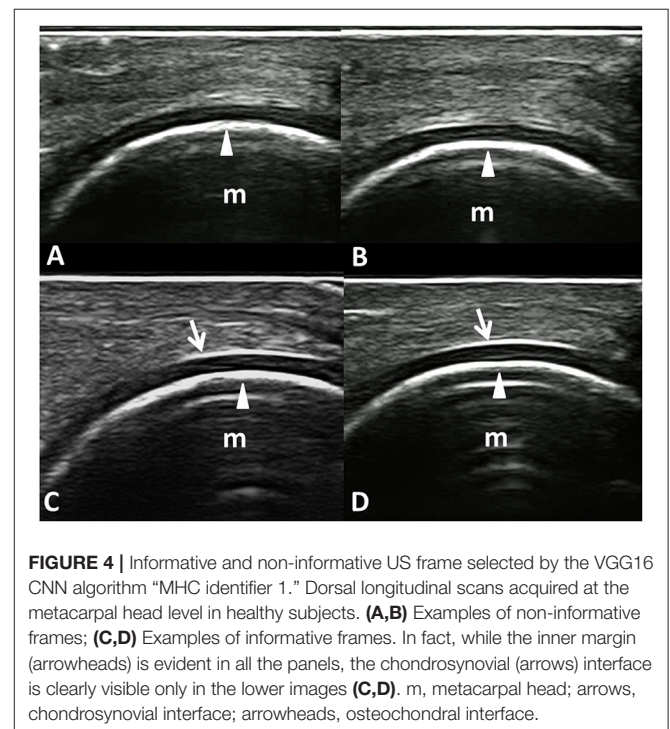 m
m
A
B
m
m
C
D
FIGURE 4 | Informative and non-informative US frame selected by the VGG16
CNN algorithm “MHC identifier 1.” Dorsal longitudinal scans acquired at the
metacarpal head level in healthy subjects. (A,B) Examples of non-informative
frames; (C,D) Examples of informative frames. In fact, while the inner margin
(arrowheads) is evident in all the panels, the chondrosynovial (arrows) interface
is clearly visible only in the lower images (C,D). m, metacarpal head; arrows,
chondrosynovial interface; arrowheads, osteochondral interface.